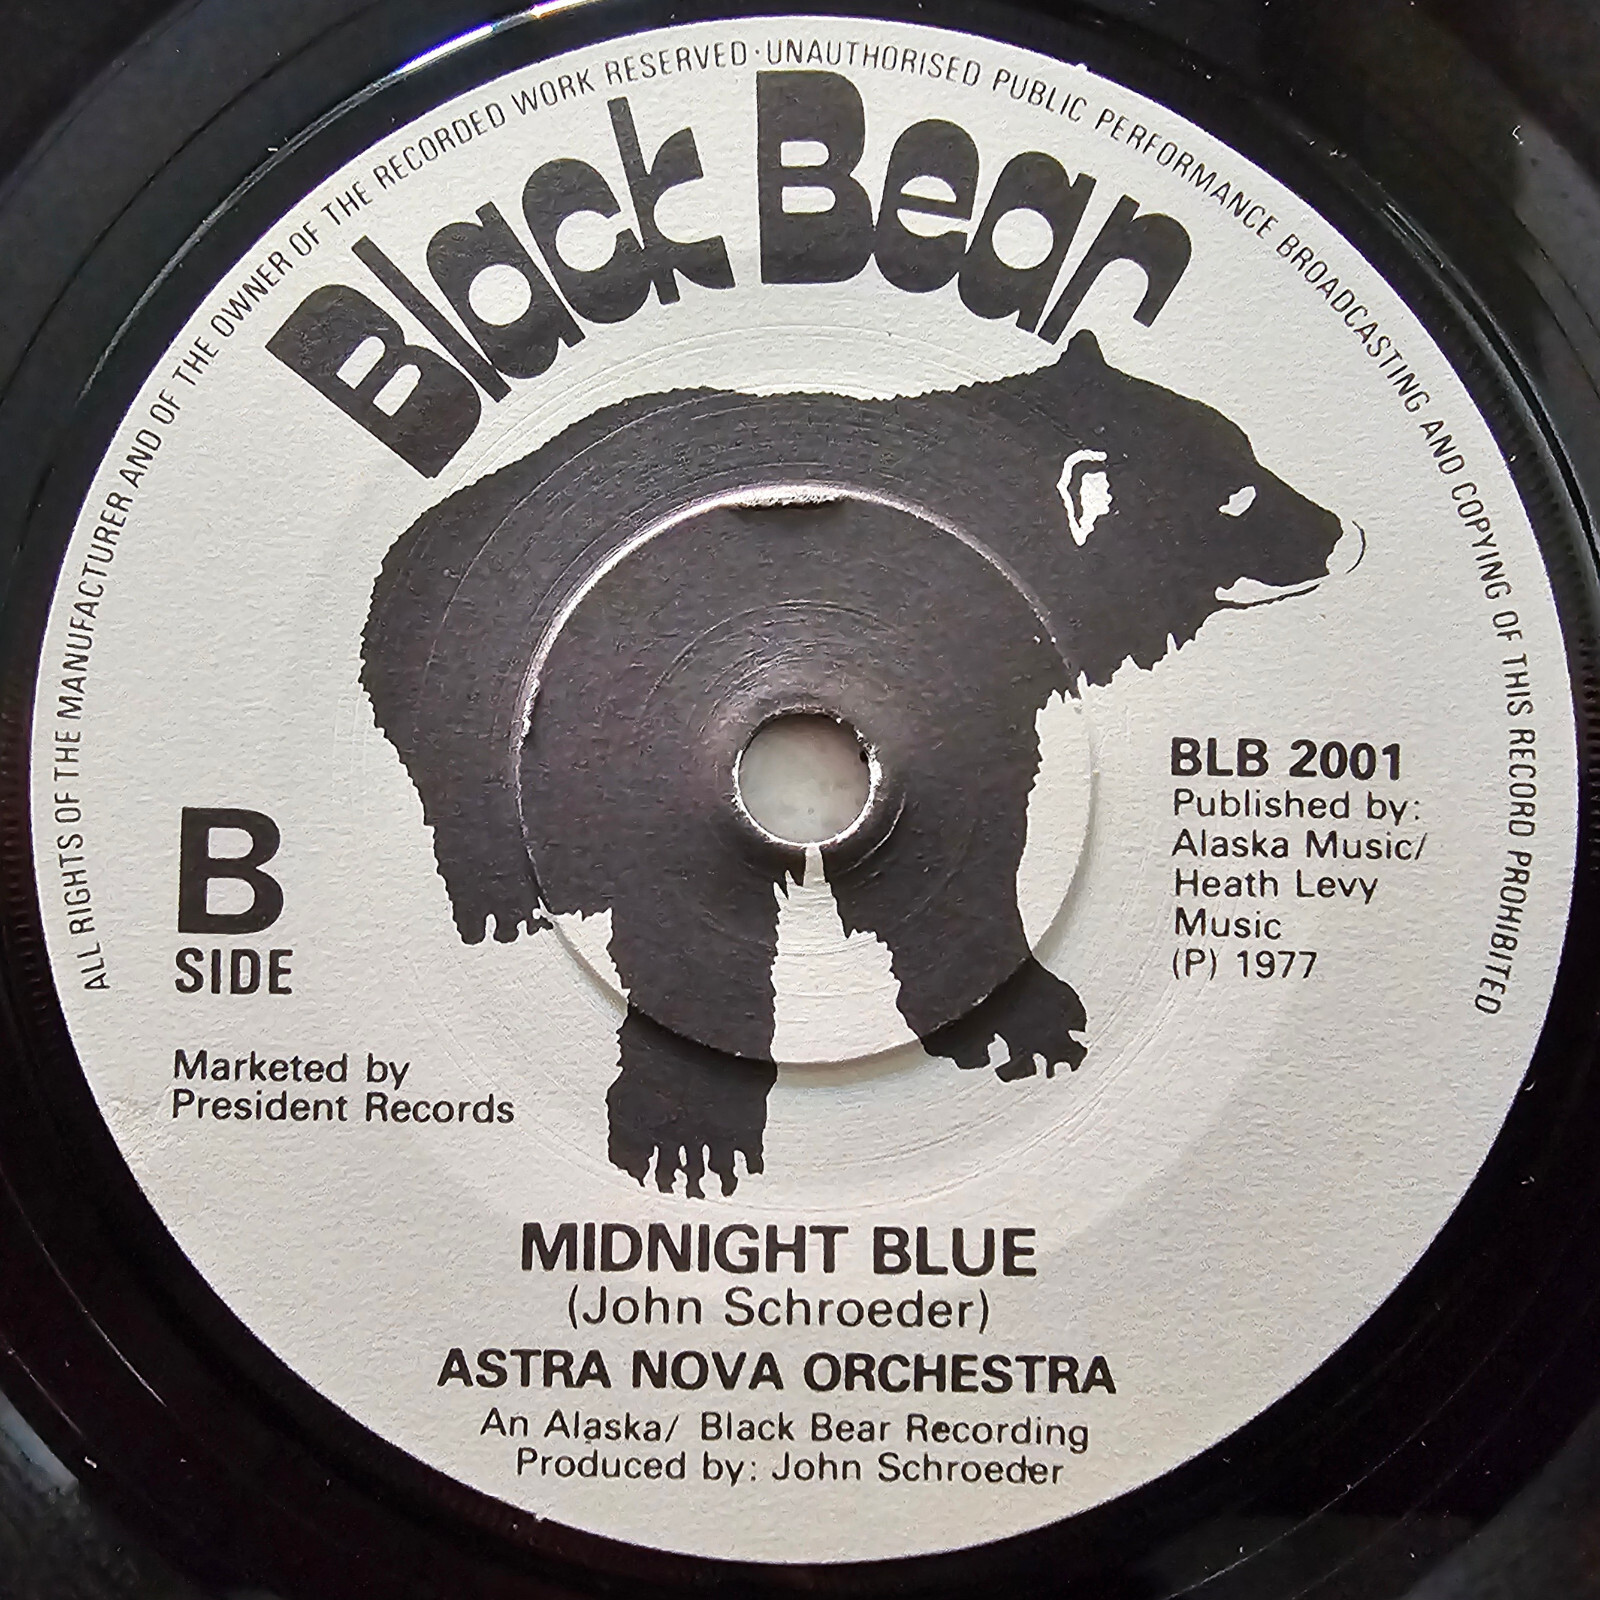 ALL RIGHTS OF THE MANUFACTURER AND OF THE OWNER OF THE RECORDED WORK RESERVED · UNAUTHORISED PUBLIC PERFORMANCE BROADCASTING AND COPYING OF THIS RECORD PROHIBITED
Black Bear
B
SIDE
Marketed by
President Records
BLB 2001
Published by:
Alaska Music/
Heath Levy
Music
(P) 1977
MIDNIGHT BLUE
(John Schroeder)
ASTRA NOVA ORCHESTRA
An Alaska/ Black Bear Recording
Produced by: John Schroeder